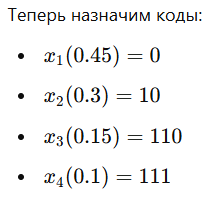 Теперь назначим коды:
• x₁(0.45) = 0
• x₂(0.3) = 10
• x₃(0.15) = 110
• x₄(0.1) = 111